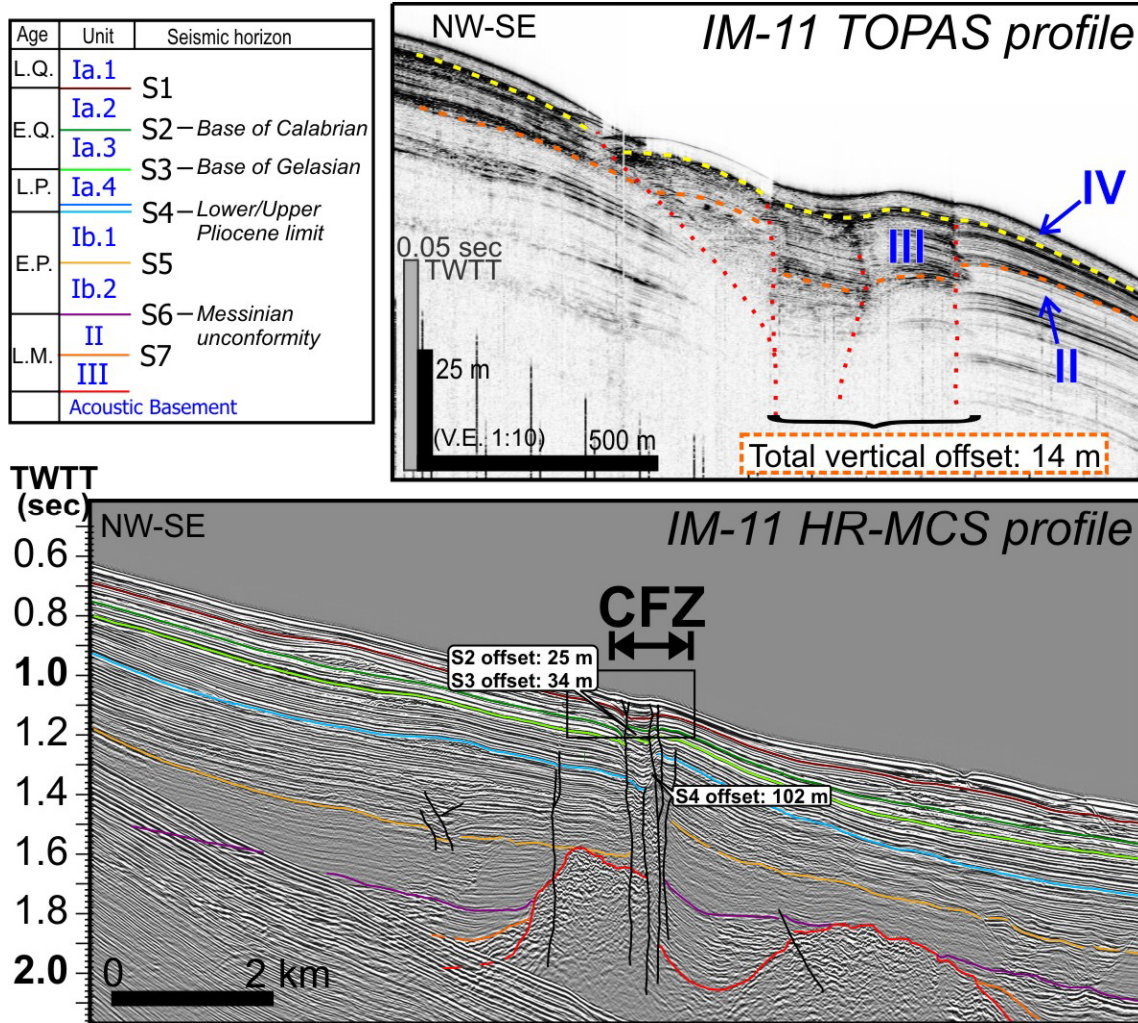 Age Unit Seismic horizon
L.Q. Ia.1
S1
Ia.2
E.Q. S2 Base of Calabrian
Ia.3
S3 Base of Gelasian
L.P. Ia.4
S4 Lower/Upper
Pliocene limit
Ib.1
E.P. S5
Ib.2
S6 Messinian
unconformity
II
L.M. S7
III
Acoustic Basement
NW-SE
IM-11 TOPAS profile
IV
III
II
0.05 sec
TWTT
25 m
(V.E. 1:10)
500 m
Total vertical offset: 14 m
TWTT
(sec)
NW-SE
IM-11 HR-MCS profile
0.6
0.8
1.0
1.2
1.4
1.6
1.8
2.0
CFZ
S2 offset: 25 m
S3 offset: 34 m
S4 offset: 102 m
0 2 km